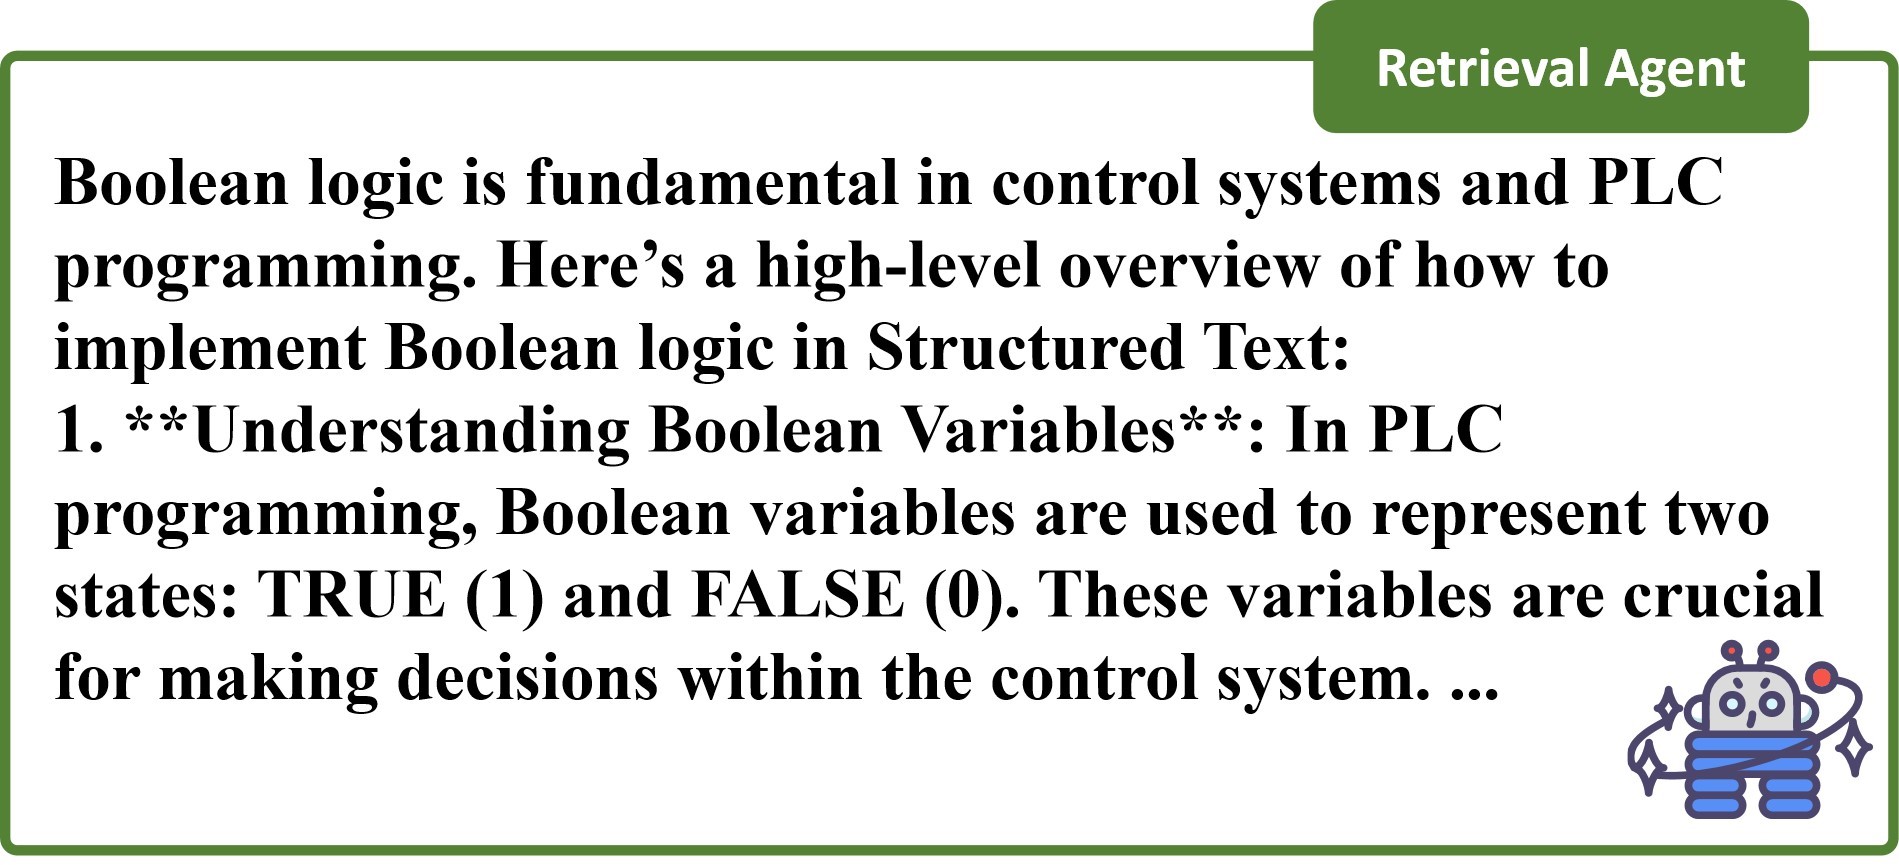 Retrieval Agent
Boolean logic is fundamental in control systems and PLC
programming. Here’s a high-level overview of how to
implement Boolean logic in Structured Text:
1. **Understanding Boolean Variables**: In PLC
programming, Boolean variables are used to represent two
states: TRUE (1) and FALSE (0). These variables are crucial
for making decisions within the control system. ...